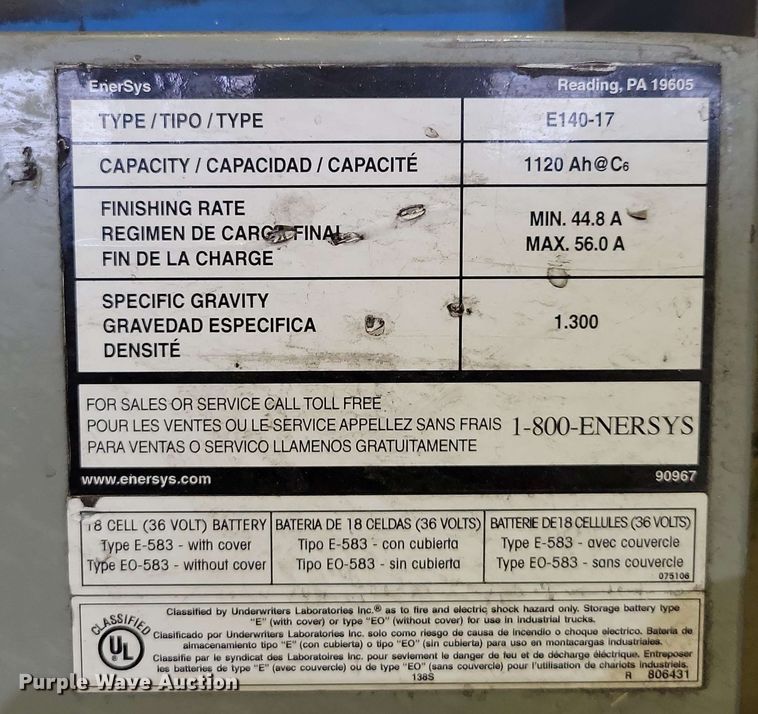 EnerSys Reading, PA 19605
TYPE / TIPO / TYPE E140-17
CAPACITY / CAPACIDAD / CAPACITÉ 1120 Ah@C6
FINISHING RATE
REGIMEN DE CARGA FINAL
FIN DE LA CHARGE
MIN. 44.8 A
MAX. 56.0 A
SPECIFIC GRAVITY
GRAVEDAD ESPECIFICA
DENSITÉ
1.300
FOR SALES OR SERVICE CALL TOLL FREE
POUR LES VENTES OU LE SERVICE APPELLEZ SANS FRAIS
PARA VENTAS O SERVICO LLAMENOS GRATUITAMENTE
1-800-ENERSYS
www.enersys.com 90967
18 CELL (36 VOLT) BATTERY
Type E-583 - with cover
Type EO-583 - without cover
BATERIA DE 18 CELDAS (36 VOLTS)
Tipo E-583 - con cubierta
Tipo EO-583 - sin cubierta
BATTERIE DE 18 CELLULES (36 VOLTS)
Type E-583 - avec couvercle
Type EO-583 - sans couvercle
075106
CLASSIFIED
UL
Classified by Underwriters Laboratories Inc.® as to fire and electric shock hazard only. Storage battery type
"E" (with cover) or type "EO" (without cover) for use in industrial trucks.
Clasificado por Underwriters Laboratorios Inc. solo como riesgo de causa de incendio o choque electrico. Bateria de
almacenamiento tipo "E" (con cubierta) o tipo "EO" (sin cubierta) para uso en montacargas industriales.
Classifie par le syndicat des Laboratoires Inc. pour sevlement le danger de feu et de décharge électrique. Entreposer
les batteries de type "E" (avec couvercle) ou de type "EO" (sans couvercle) pour l'utilisation de chariots industriels.
138S R 806431
Purple Wave Auction